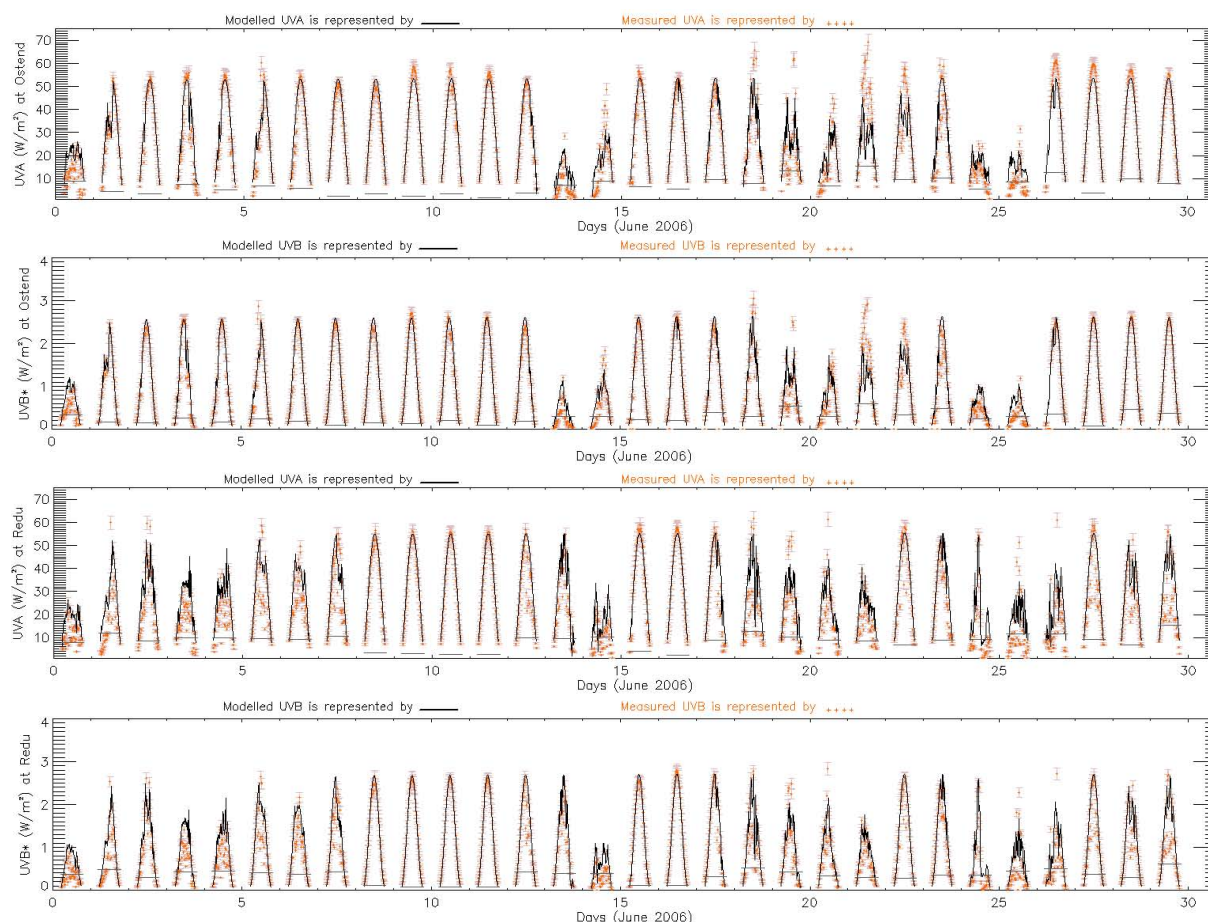 Modelled UVA is represented by Measured UVA is represented by ++++
UVA (W/m²) at Ostend
70
60
50
40
30
20
10
0 5 10 15 20 25 30
Days (June 2006)
Modelled UVB is represented by Measured UVB is represented by ++++
UVB* (W/m²) at Ostend
4
3
2
1
0
0 5 10 15 20 25 30
Days (June 2006)
Modelled UVA is represented by Measured UVA is represented by ++++
UVA (W/m²) at Redu
70
60
50
40
30
20
10
0 5 10 15 20 25 30
Days (June 2006)
Modelled UVB is represented by Measured UVB is represented by ++++
UVB* (W/m²) at Redu
4
3
2
1
0
0 5 10 15 20 25 30
Days (June 2006)